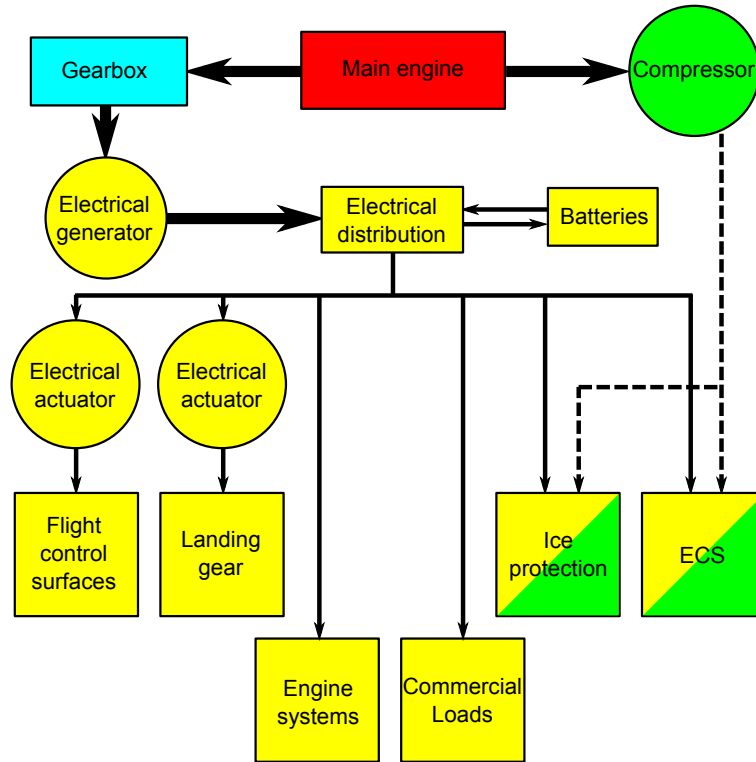 Gearbox
Main engine
Compressor
Electrical
generator
Electrical
distribution
Batteries
Electrical
actuator
Electrical
actuator
Flight
control
surfaces
Landing
gear
Ice
protection
ECS
Engine
systems
Commercial
Loads